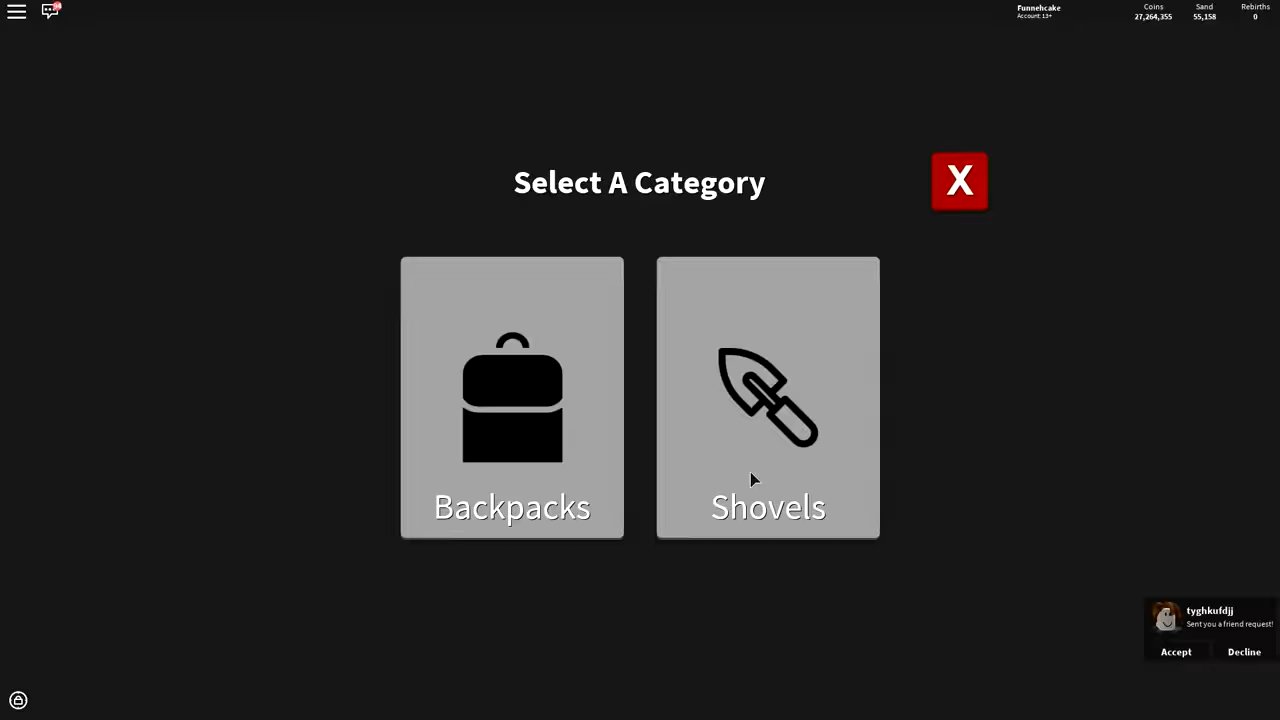 Funnehcake
Account: 13+
Coins
27,264,355
Sand
55,158
Rebirths
0
Select A Category
X
Backpacks
Shovels
tyghkufdjj
Sent you a friend request!
Accept
Decline